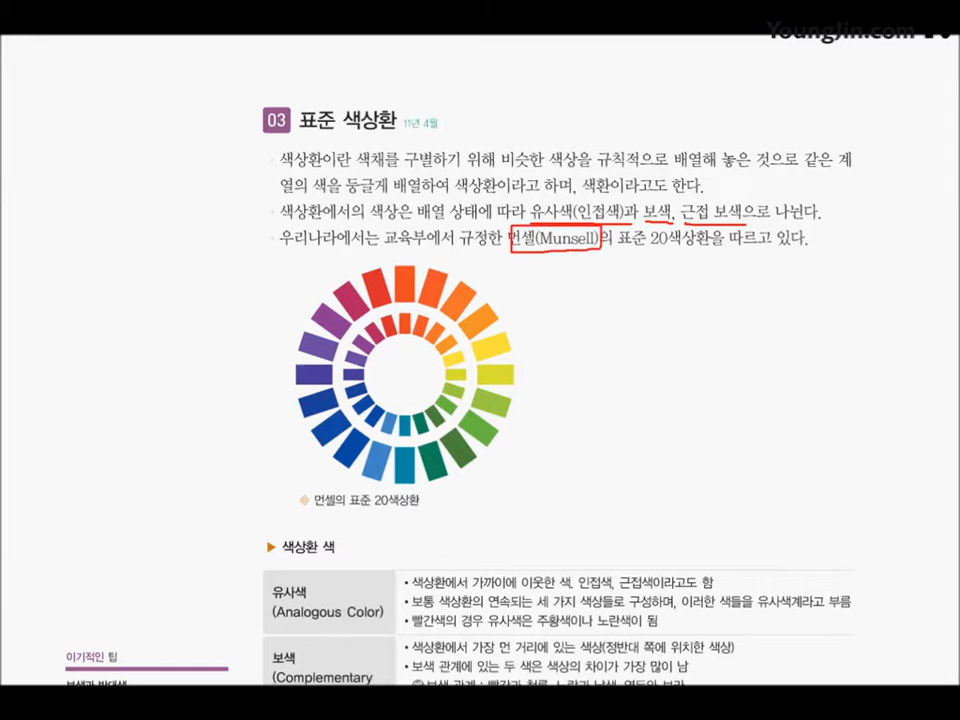 YoungJin.com
03 표준 색상환 11년 4월
색상환이란 색채를 구별하기 위해 비슷한 색상을 규칙적으로 배열해 놓은 것으로 같은 계
열의 색을 둥글게 배열하여 색상환이라고 하며, 색환이라고도 한다.
색상환에서의 색상은 배열 상태에 따라 유사색(인접색)과 보색, 근접 보색으로 나뉜다.
우리나라에서는 교육부에서 규정한 먼셀(Munsell)의 표준 20색상환을 따르고 있다.
먼셀의 표준 20색상환
▶ 색상환 색
유사색
(Analogous Color)
• 색상환에서 가까이에 이웃한 색, 인접색, 근접색이라고도 함
• 보통 색상환의 연속되는 세 가지 색상들로 구성하며, 이러한 색들을 유사색계라고 부름
• 빨간색의 경우 유사색은 주황색이나 노란색이 됨
보색
(Complementary
• 색상환에서 가장 먼 거리에 있는 색상(정반대 쪽에 위치한 색상)
• 보색 관계에 있는 두 색은 색상의 차이가 가장 많이 남
이기적인 팁